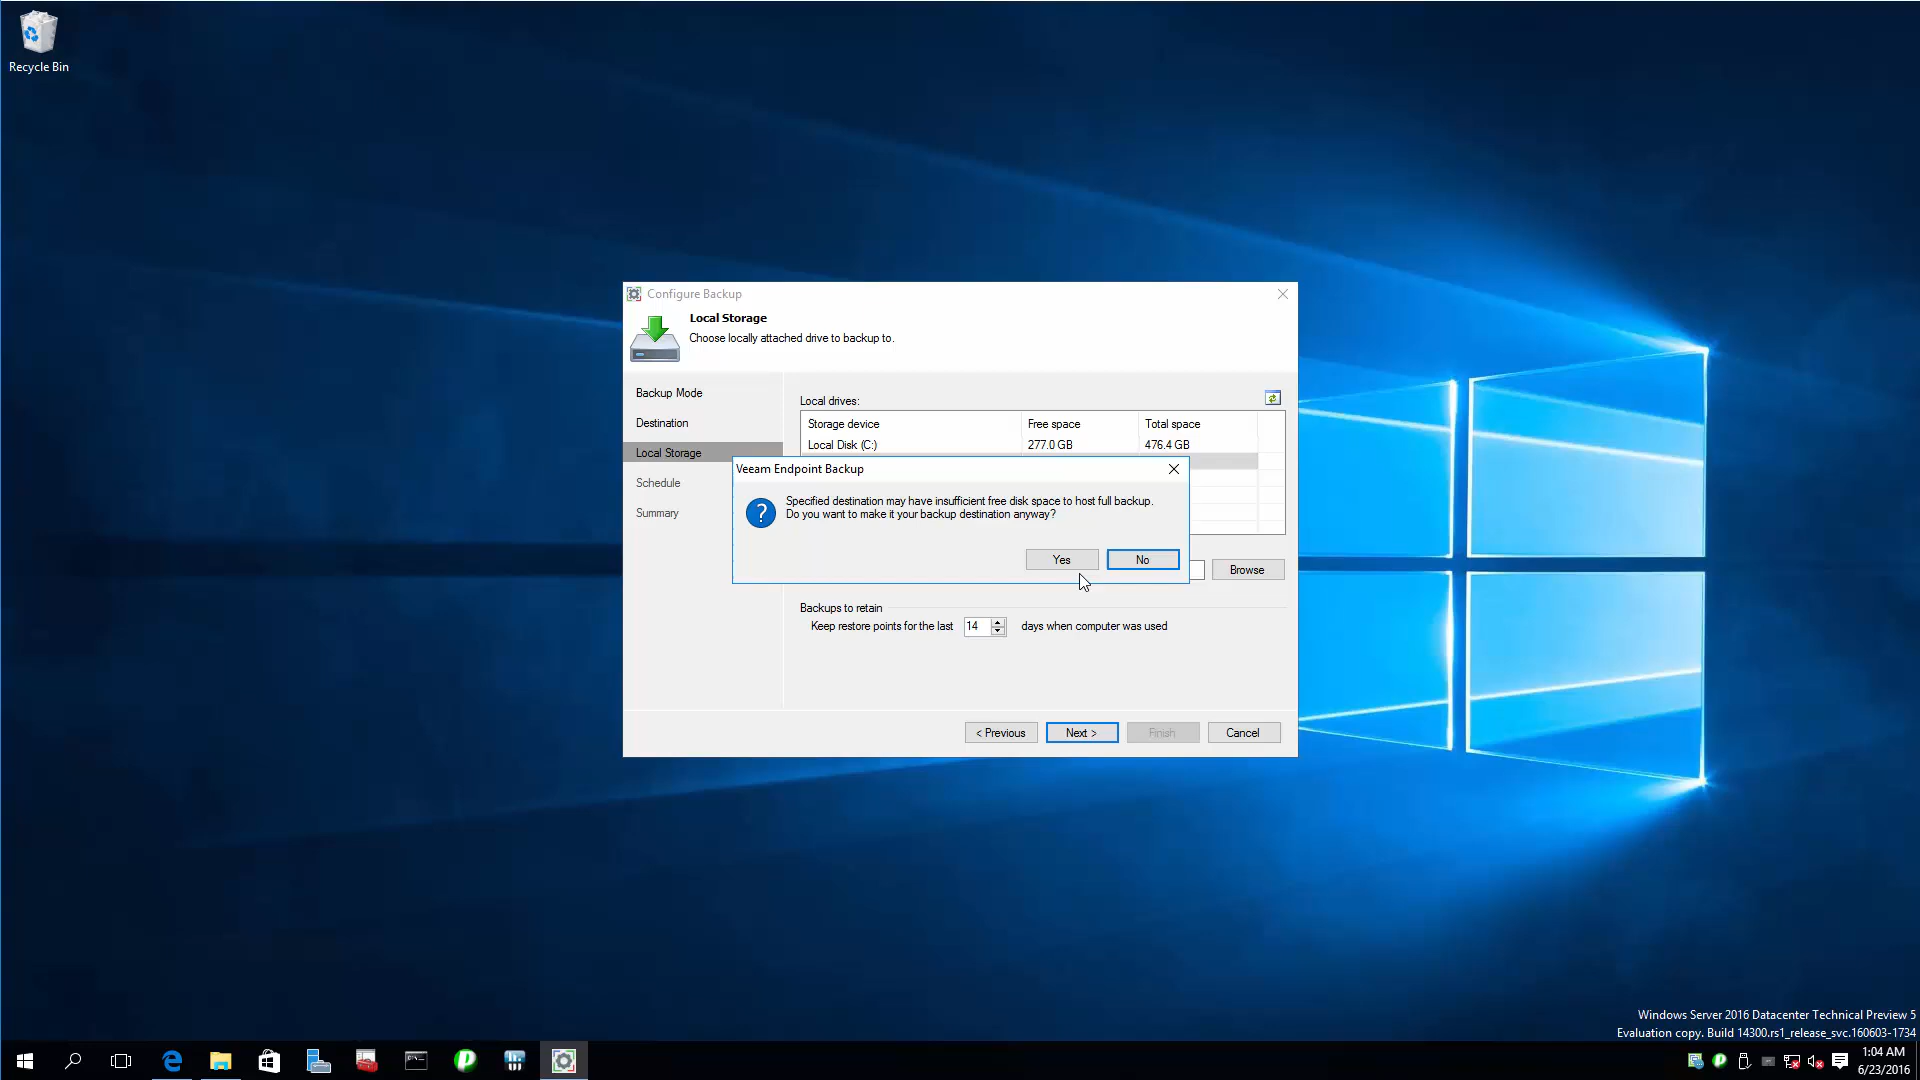 Recycle Bin
Configure Backup
Local Storage
Choose locally attached drive to backup to.
Backup Mode
Destination
Local Storage
Schedule
Summary
Local drives:
Storage device Free space Total space
Local Disk (C:) 277.0 GB 476.4 GB
Veeam Endpoint Backup
Specified destination may have insufficient free disk space to host full backup.
Do you want to make it your backup destination anyway?
Yes No
Browse
Backups to retain
Keep restore points for the last 14 days when computer was used
< Previous Next > Finish Cancel
Windows Server 2016 Datacenter Technical Preview 5
Evaluation copy. Build 14300.rs1_release_svc.160603-1734
1:04 AM
6/23/2016